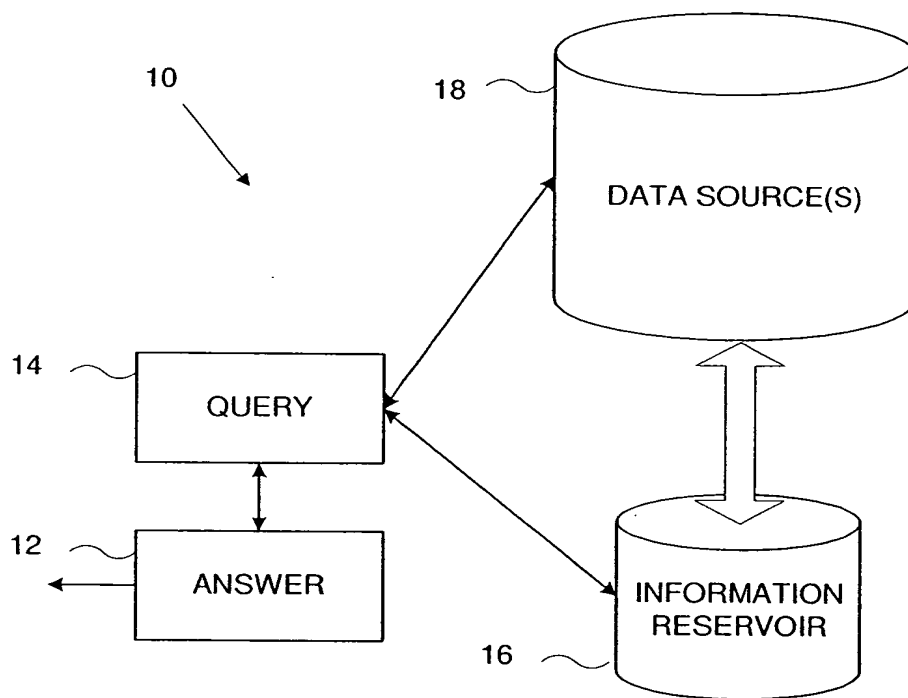 10
18
DATA SOURCE(S)
14
QUERY
12
ANSWER
INFORMATION
RESERVOIR
16